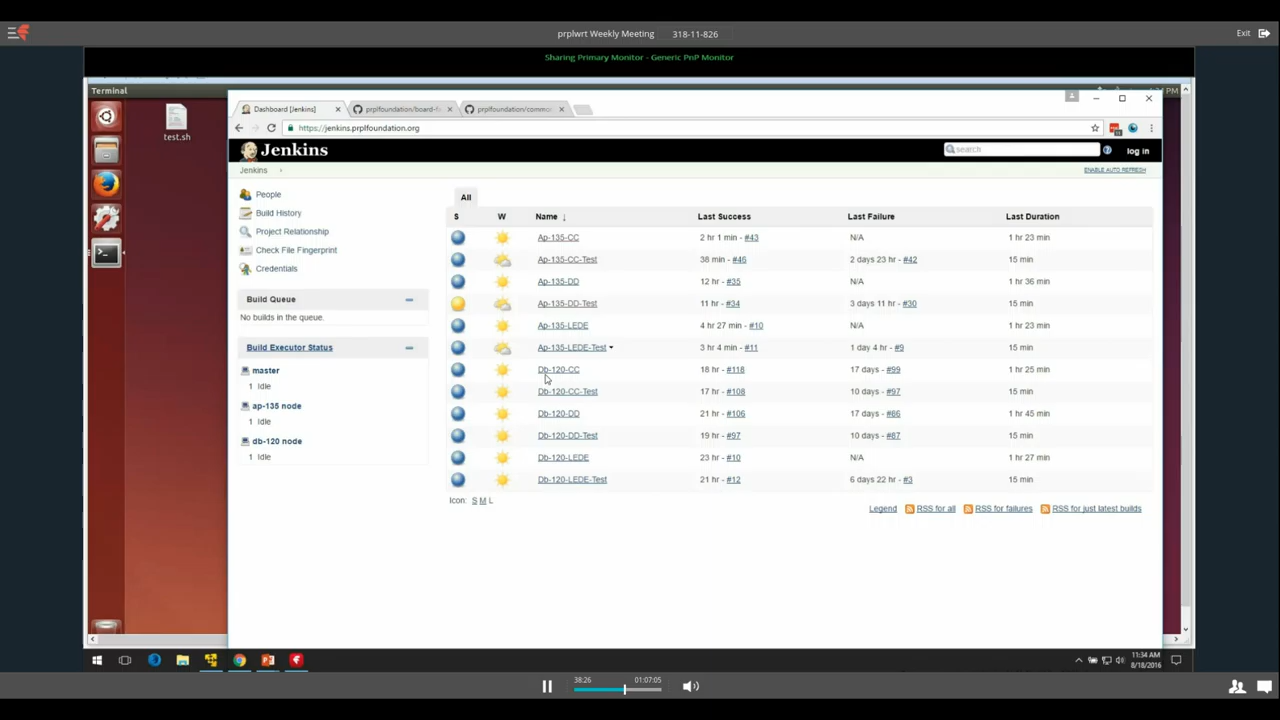 prplwrt Weekly Meeting 318-11-826 Exit
Sharing Primary Monitor - Generic PnP Monitor
Terminal PM
Dashboard [Jenkins] prplfoundation/board-f prplfoundation/commo
https://jenkins.prplfoundation.org
test.sh
Jenkins search log in
Jenkins ENABLE AUTO REFRESH
People
Build History
Project Relationship
Check File Fingerprint
Credentials
Build Queue
No builds in the queue.
Build Executor Status
master
1 Idle
ap-135 node
1 Idle
db-120 node
1 Idle
All
S W Name ↓ Last Success Last Failure Last Duration
Ap-135-CC 2 hr 1 min - #43 N/A 1 hr 23 min
Ap-135-CC-Test 38 min - #46 2 days 23 hr - #42 15 min
Ap-135-DD 12 hr - #35 N/A 1 hr 36 min
Ap-135-DD-Test 11 hr - #34 3 days 11 hr - #30 15 min
Ap-135-LEDE 4 hr 27 min - #10 N/A 1 hr 23 min
Ap-135-LEDE-Test 3 hr 4 min - #11 1 day 4 hr - #9 15 min
Db-120-CC 18 hr - #118 17 days - #99 1 hr 25 min
Db-120-CC-Test 17 hr - #108 10 days - #97 15 min
Db-120-DD 21 hr - #106 17 days - #86 1 hr 45 min
Db-120-DD-Test 19 hr - #97 10 days - #87 15 min
Db-120-LEDE 23 hr - #10 N/A 1 hr 27 min
Db-120-LEDE-Test 21 hr - #12 6 days 22 hr - #3 15 min
Icon: S M L
Legend RSS for all RSS for failures RSS for just latest builds
11:34 AM
8/18/2016
38:26 01:07:05